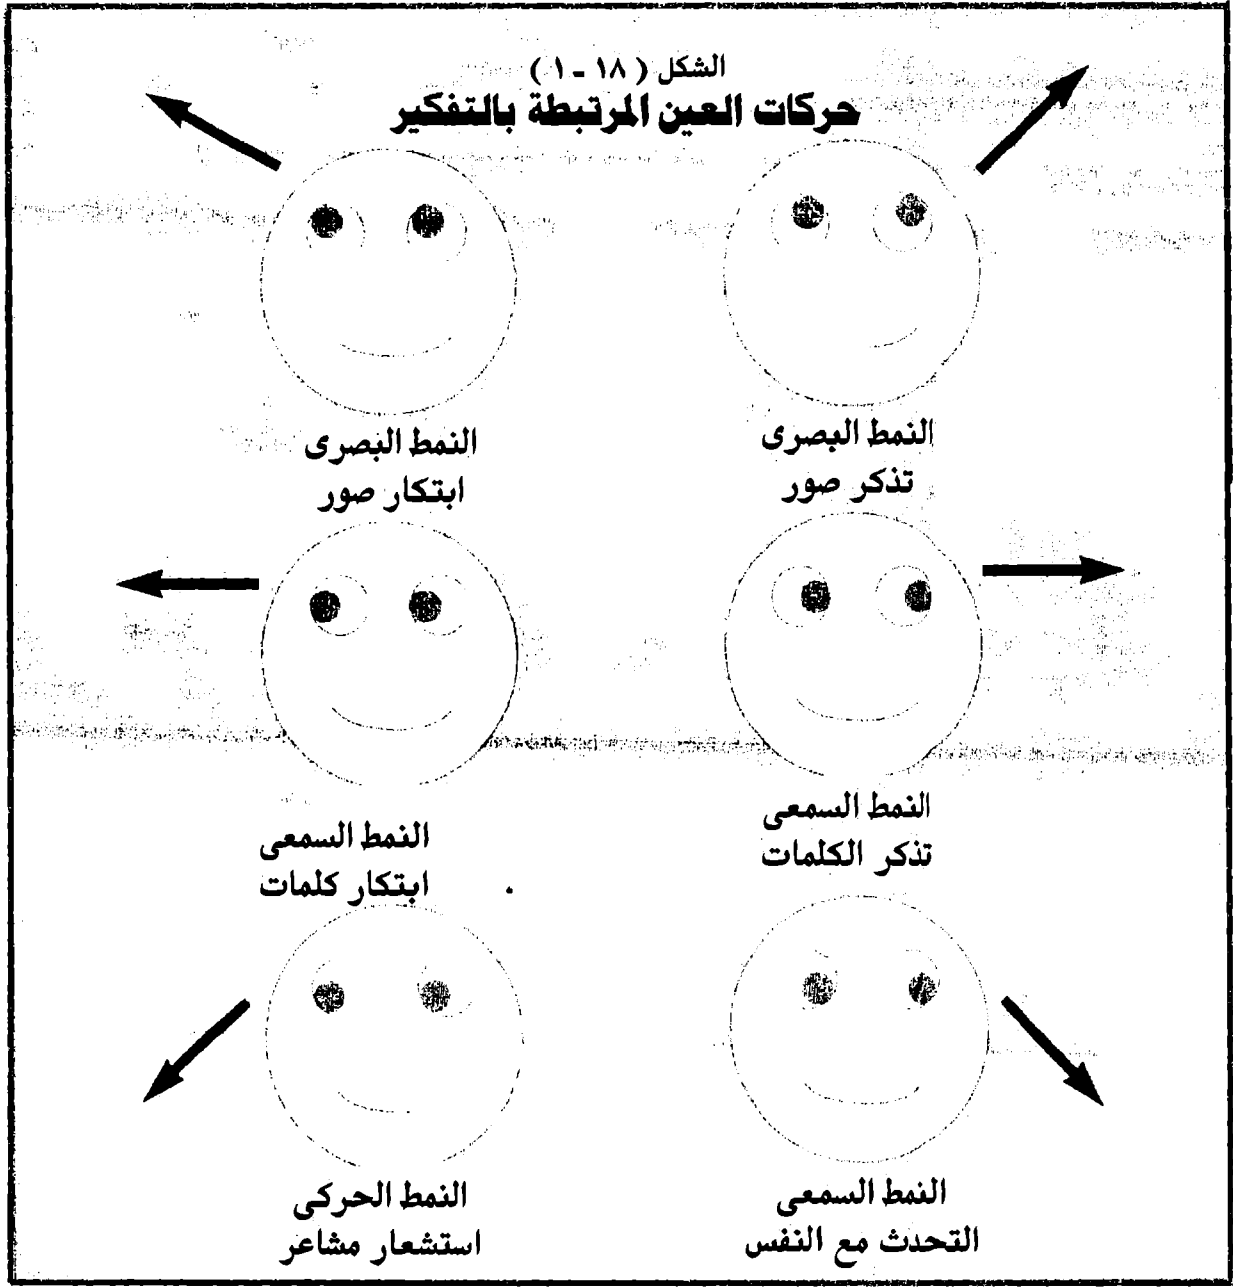 الشكل ( ١٨ - ١ )
حركات العين المرتبطة بالتفكير
النمط البصرى
تذكر صور
النمط البصرى
ابتكار صور
النمط السمعى
تذكر الكلمات
النمط السمعى
ابتكار كلمات
النمط السمعى
التحدث مع النفس
النمط الحركى
استشعار مشاعر